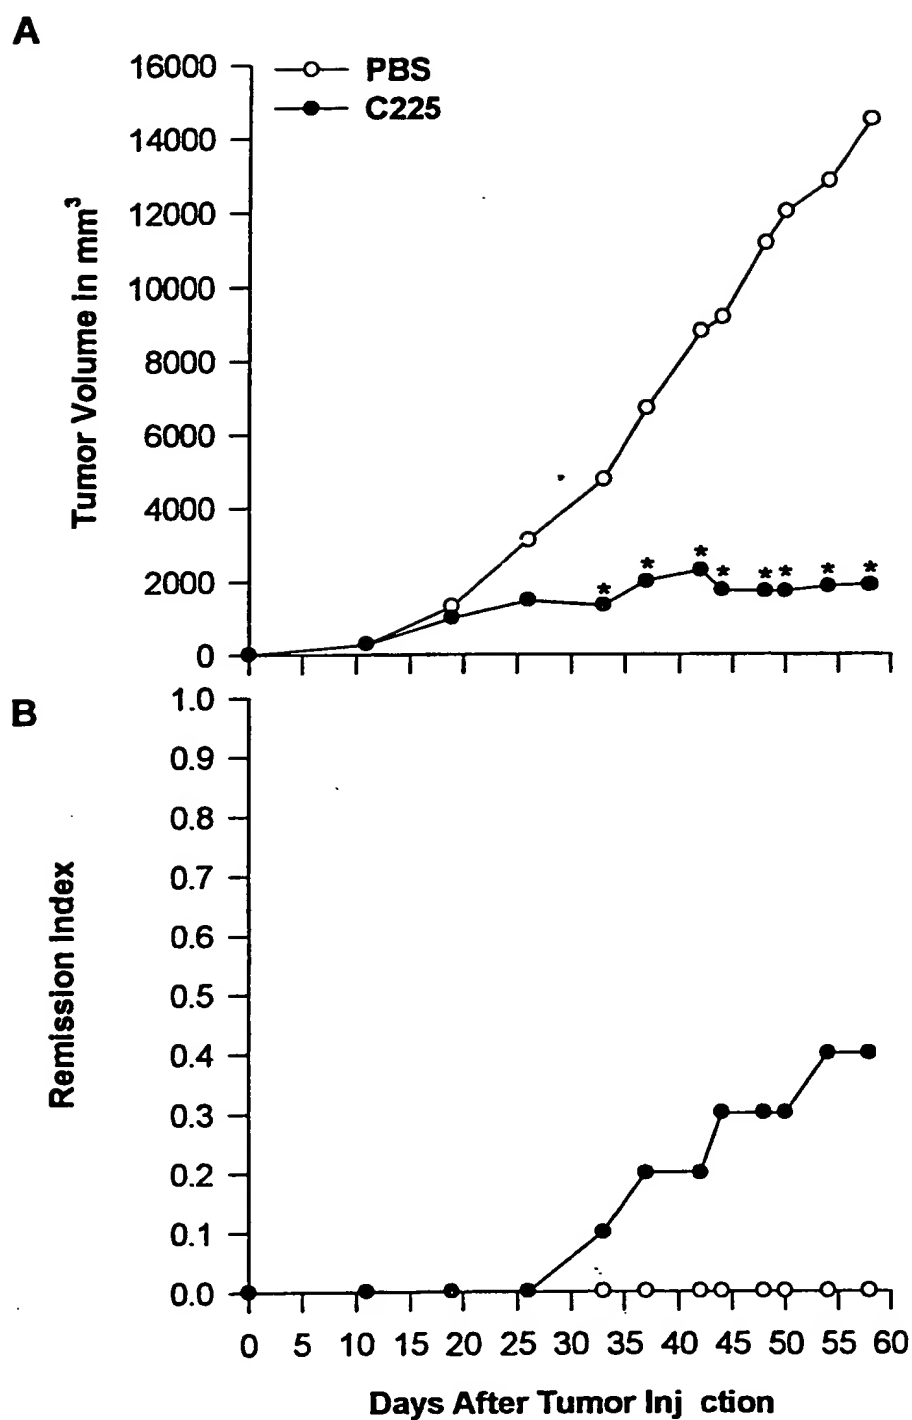 A
PBS
C225
Tumor Volume in mm³
16000
14000
12000
10000
8000
6000
4000
2000
0
* * * * * * * *
B
Remission Index
1.0
0.9
0.8
0.7
0.6
0.5
0.4
0.3
0.2
0.1
0.0
0 5 10 15 20 25 30 35 40 45 50 55 60
Days After Tumor Inj ction